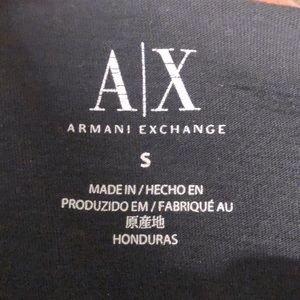 A|X
ARMANI EXCHANGE
S
MADE IN / HECHO EN
PRODUZIDO EM / FABRIQUÉ AU
原産地
HONDURAS